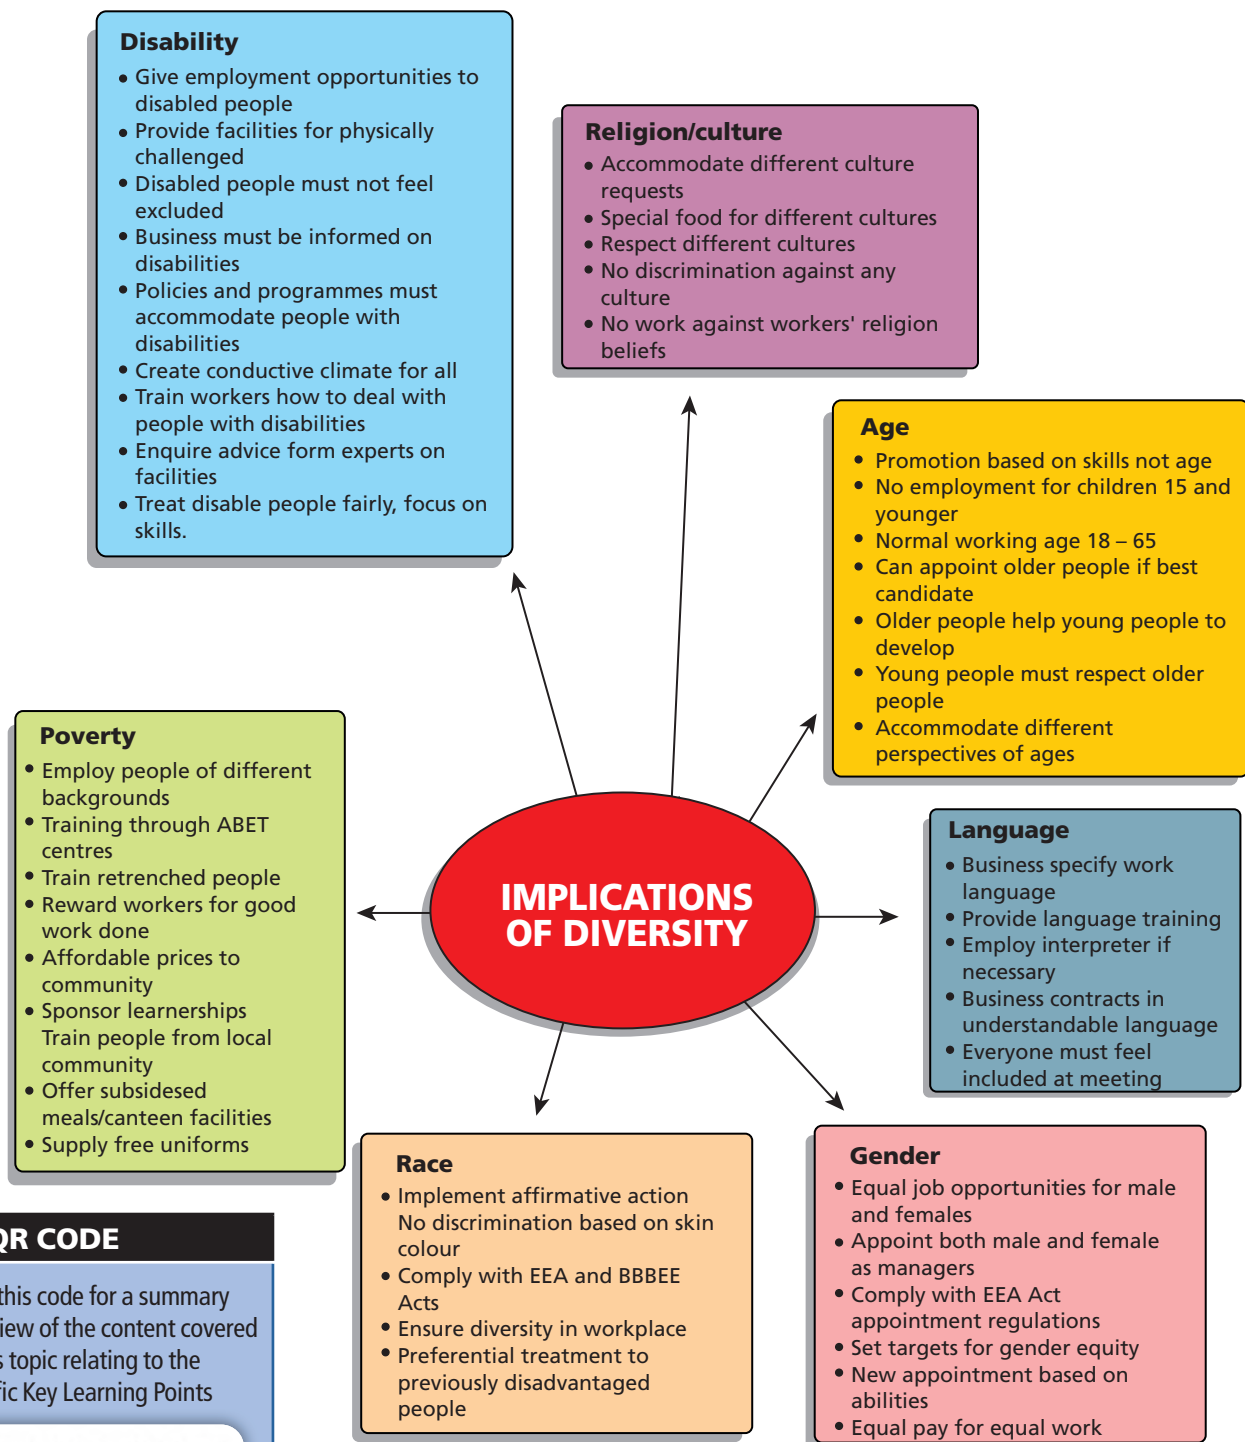 Disability
• Give employment opportunities to
disabled people
• Provide facilities for physically
challenged
• Disabled people must not feel
excluded
• Business must be informed on
disabilities
• Policies and programmes must
accommodate people with
disabilities
• Create conductive climate for all
• Train workers how to deal with
people with disabilities
• Enquire advice form experts on
facilities
• Treat disable people fairly, focus on
skills.
Religion/culture
• Accommodate different culture
requests
• Special food for different cultures
• Respect different cultures
• No discrimination against any
culture
• No work against workers' religion
beliefs
Age
• Promotion based on skills not age
• No employment for children 15 and
younger
• Normal working age 18 – 65
• Can appoint older people if best
candidate
• Older people help young people to
develop
• Young people must respect older
people
• Accommodate different
perspectives of ages
Poverty
• Employ people of different
backgrounds
• Training through ABET
centres
• Train retrenched people
• Reward workers for good
work done
• Affordable prices to
community
• Sponsor learnerships
Train people from local
community
• Offer subsidesed
meals/canteen facilities
• Supply free uniforms
IMPLICATIONS
OF DIVERSITY
Language
• Business specify work
language
• Provide language training
• Employ interpreter if
necessary
• Business contracts in
understandable language
• Everyone must feel
included at meeting
Race
• Implement affirmative action
No discrimination based on skin
colour
• Comply with EEA and BBBEE
Acts
• Ensure diversity in workplace
• Preferential treatment to
previously disadvantaged
people
Gender
• Equal job opportunities for male
and females
• Appoint both male and female
as managers
• Comply with EEA Act
appointment regulations
• Set targets for gender equity
• New appointment based on
abilities
• Equal pay for equal work
QR CODE
this code for a summary
view of the content covered
s topic relating to the
fic Key Learning Points